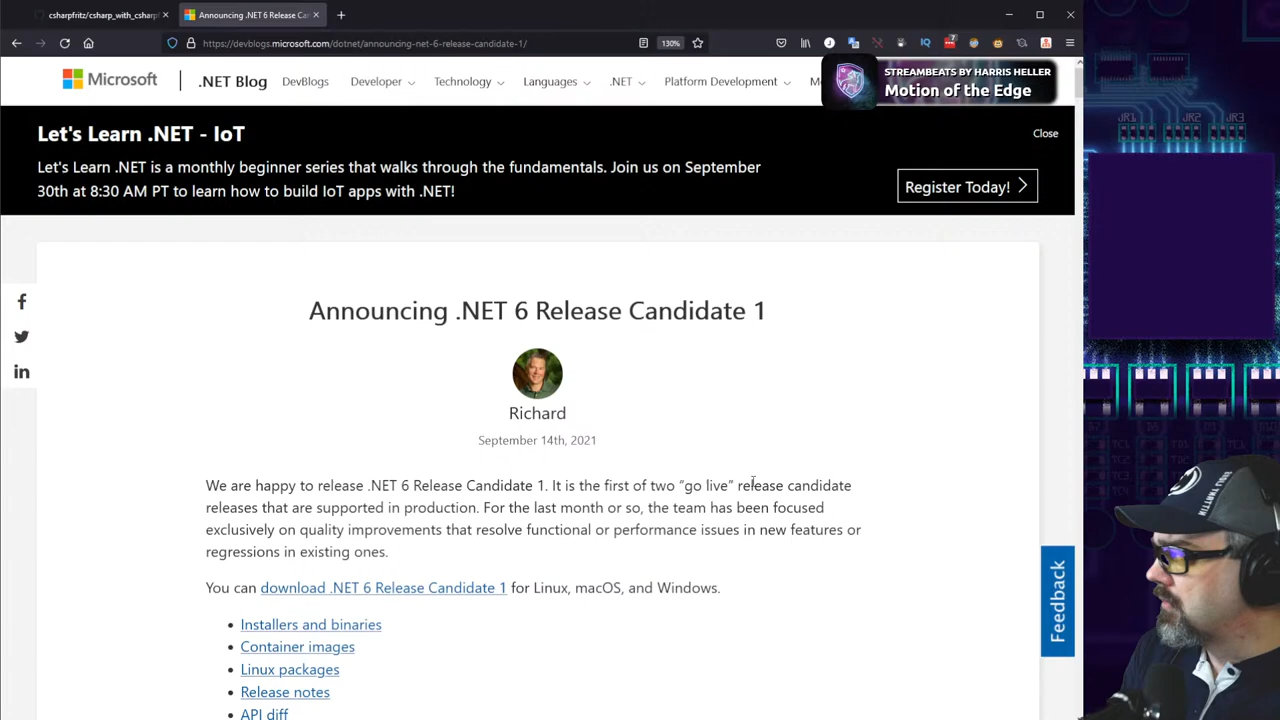 csharpfritz/csharp_with_csharpf
Announcing .NET 6 Release Ca
https://devblogs.microsoft.com/dotnet/announcing-net-6-release-candidate-1/
130%
7
Microsoft
.NET Blog
DevBlogs
Developer
Technology
Languages
.NET
Platform Development
STREAMBEATS BY HARRIS HELLER
Motion of the Edge
Let's Learn .NET - IoT
Close
Let's Learn .NET is a monthly beginner series that walks through the fundamentals. Join us on September
30th at 8:30 AM PT to learn how to build IoT apps with .NET!
Register Today!
Announcing .NET 6 Release Candidate 1
Richard
September 14th, 2021
We are happy to release .NET 6 Release Candidate 1. It is the first of two “go live” release candidate
releases that are supported in production. For the last month or so, the team has been focused
exclusively on quality improvements that resolve functional or performance issues in new features or
regressions in existing ones.
You can download .NET 6 Release Candidate 1 for Linux, macOS, and Windows.
Installers and binaries
Container images
Linux packages
Release notes
API diff
Feedback
JR1
JR2
JR3